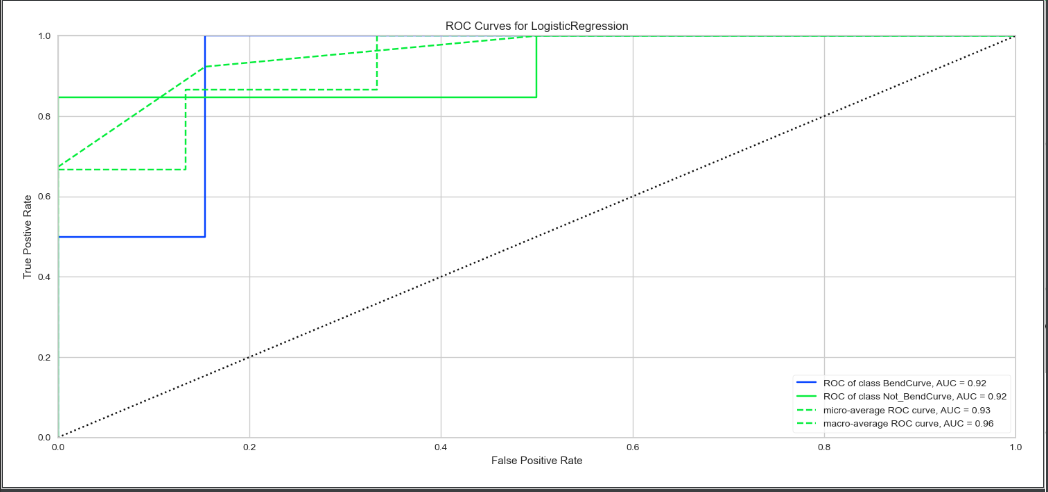 ROC Curves for LogisticRegression
1.0
0.8
0.6
0.4
0.2
0.0
True Postive Rate
0.0 0.2 0.4 0.6 0.8 1.0
False Positive Rate
ROC of class BendCurve, AUC = 0.92
ROC of class Not_BendCurve, AUC = 0.92
micro-average ROC curve, AUC = 0.93
macro-average ROC curve, AUC = 0.96